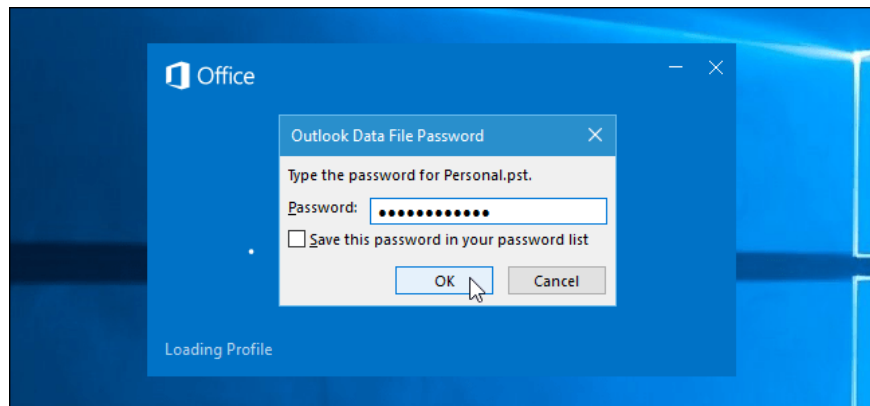 Office
Outlook Data File Password
Type the password for Personal.pst.
Password: ••••••••••••
Save this password in your password list
OK Cancel
Loading Profile